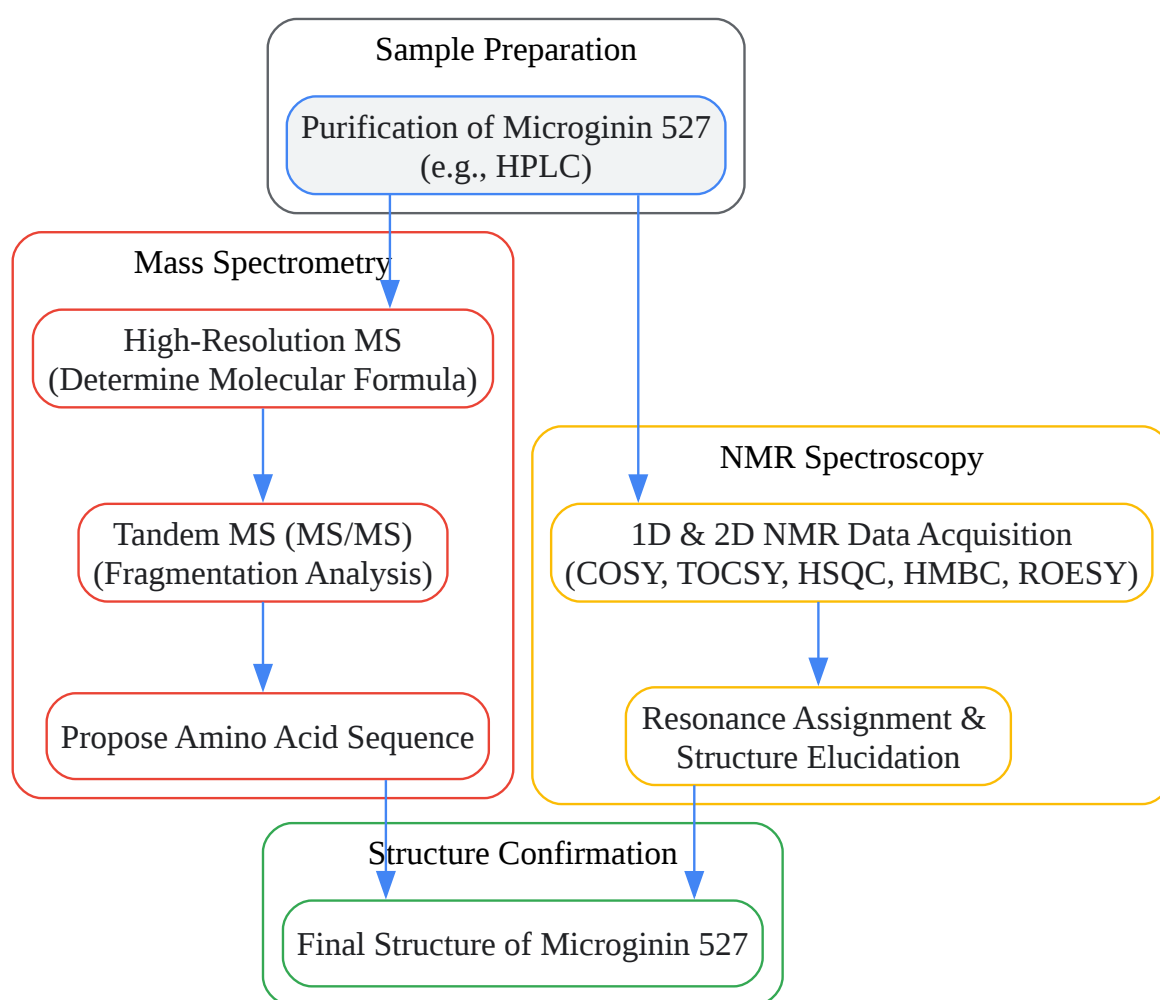 Sample Preparation
Purification of Microginin 527
(e.g., HPLC)
Mass Spectrometry
High-Resolution MS
(Determine Molecular Formula)
Tandem MS (MS/MS)
(Fragmentation Analysis)
Propose Amino Acid Sequence
NMR Spectroscopy
1D & 2D NMR Data Acquisition
(COSY, TOCSY, HSQC, HMBC, ROESY)
Resonance Assignment &
Structure Elucidation
Structure Confirmation
Final Structure of Microginin 527